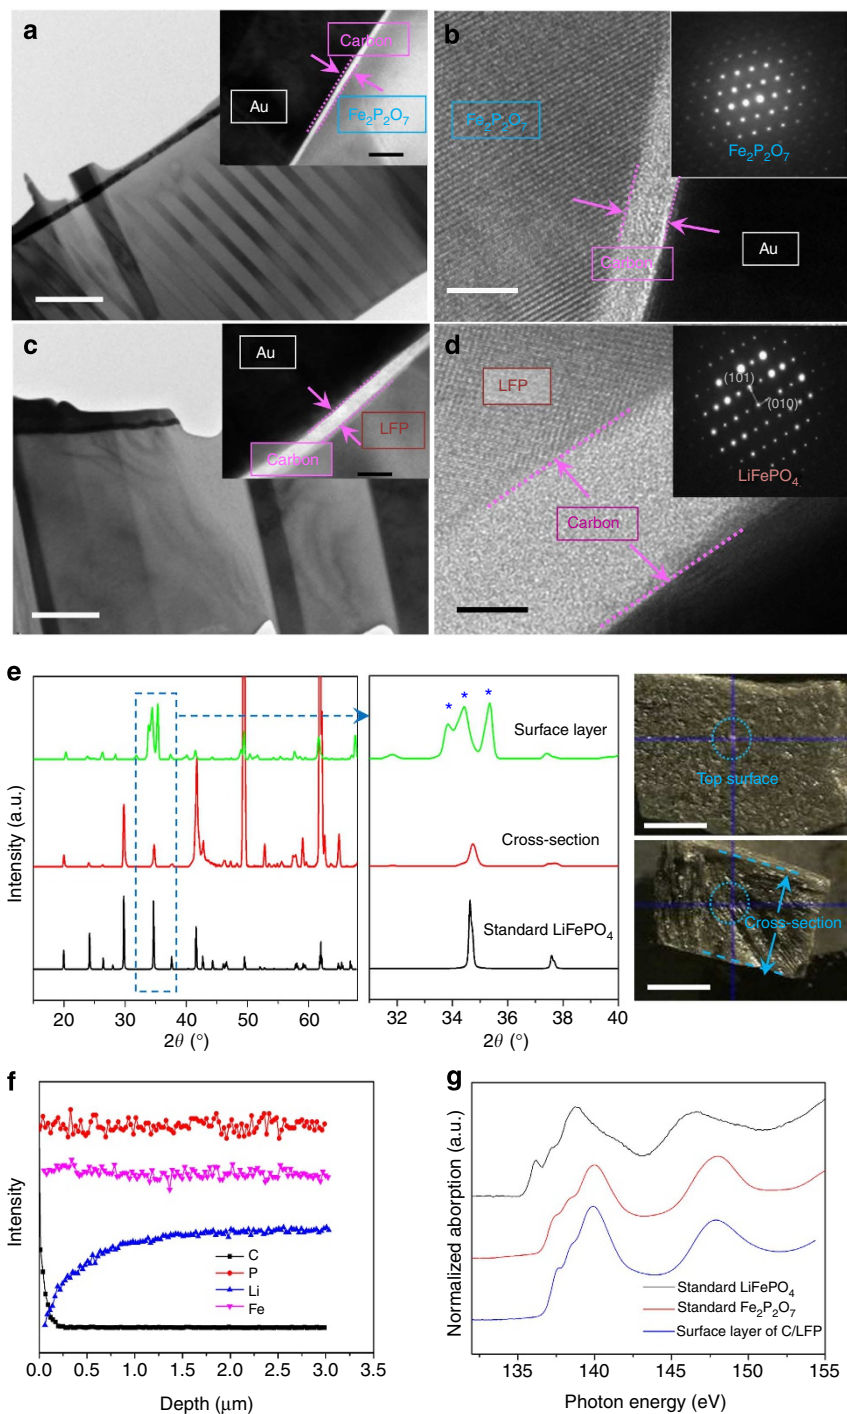 a
Carbon
Au
Fe2P2O7
b
Fe2P2O7
Fe2P2O7
Carbon
Au
c
Au
LFP
Carbon
d
LFP
(101)
(010)
LiFePO4
Carbon
e
Intensity (a.u.)
20 30 40 50 60
2θ (°)
* * *
Surface layer
Cross-section
Standard LiFePO4
32 34 36 38 40
2θ (°)
Top surface
Cross-section
f
Intensity
C
P
Li
Fe
0.0 0.5 1.0 1.5 2.0 2.5 3.0 3.5
Depth (μm)
g
Normalized aborption (a.u.)
Standard LiFePO4
Standard Fe2P2O7
Surface layer of C/LFP
135 140 145 150 155
Photon energy (eV)